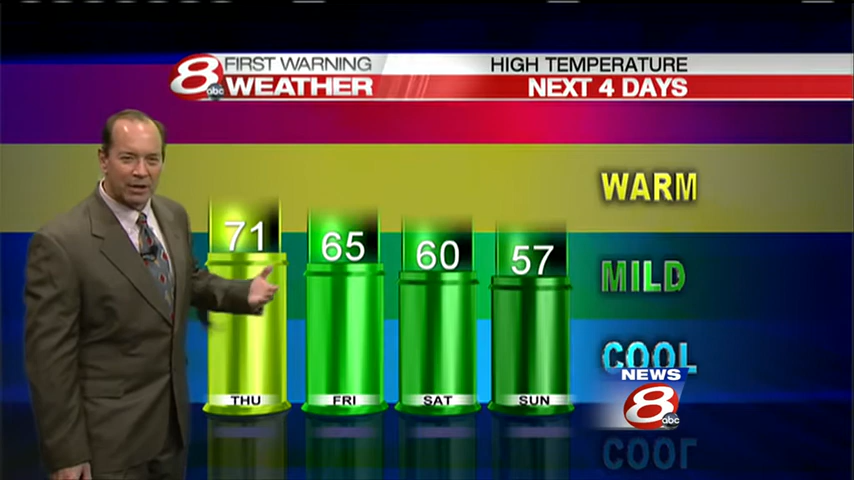 8 abc
FIRST WARNING
WEATHER
HIGH TEMPERATURE
NEXT 4 DAYS
WARM
MILD
COOL
71
65
60
57
THU
FRI
SAT
SUN
NEWS
8 abc
COOL